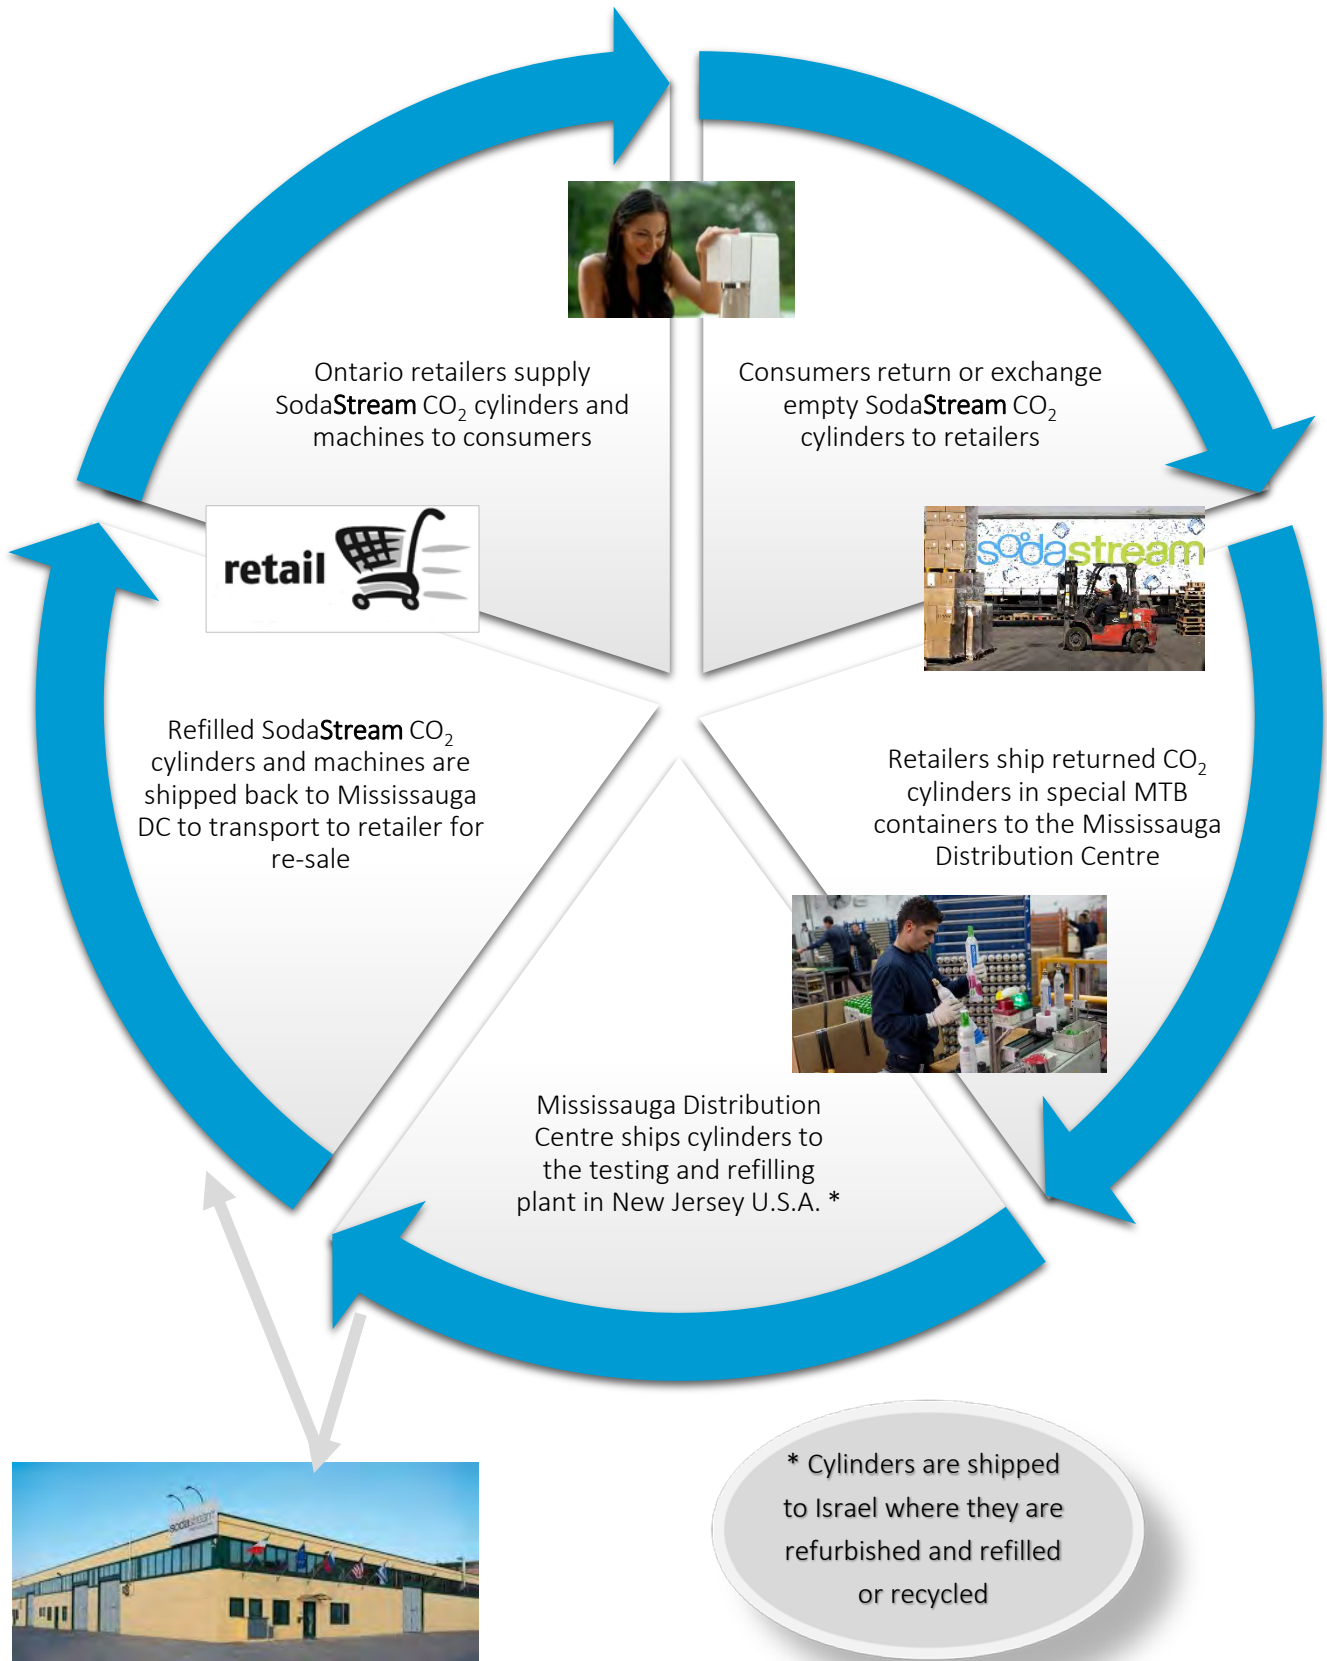 Ontario retailers supply
SodaStream CO₂ cylinders and
machines to consumers
Consumers return or exchange
empty SodaStream CO₂
cylinders to retailers
retail
sodastream
Retailers ship returned CO₂
cylinders in special MTB
containers to the Mississauga
Distribution Centre
Mississauga Distribution
Centre ships cylinders to
the testing and refilling
plant in New Jersey U.S.A. *
Refilled SodaStream CO₂
cylinders and machines are
shipped back to Mississauga
DC to transport to retailer for
re-sale
sodastream
* Cylinders are shipped
to Israel where they are
refurbished and refilled
or recycled